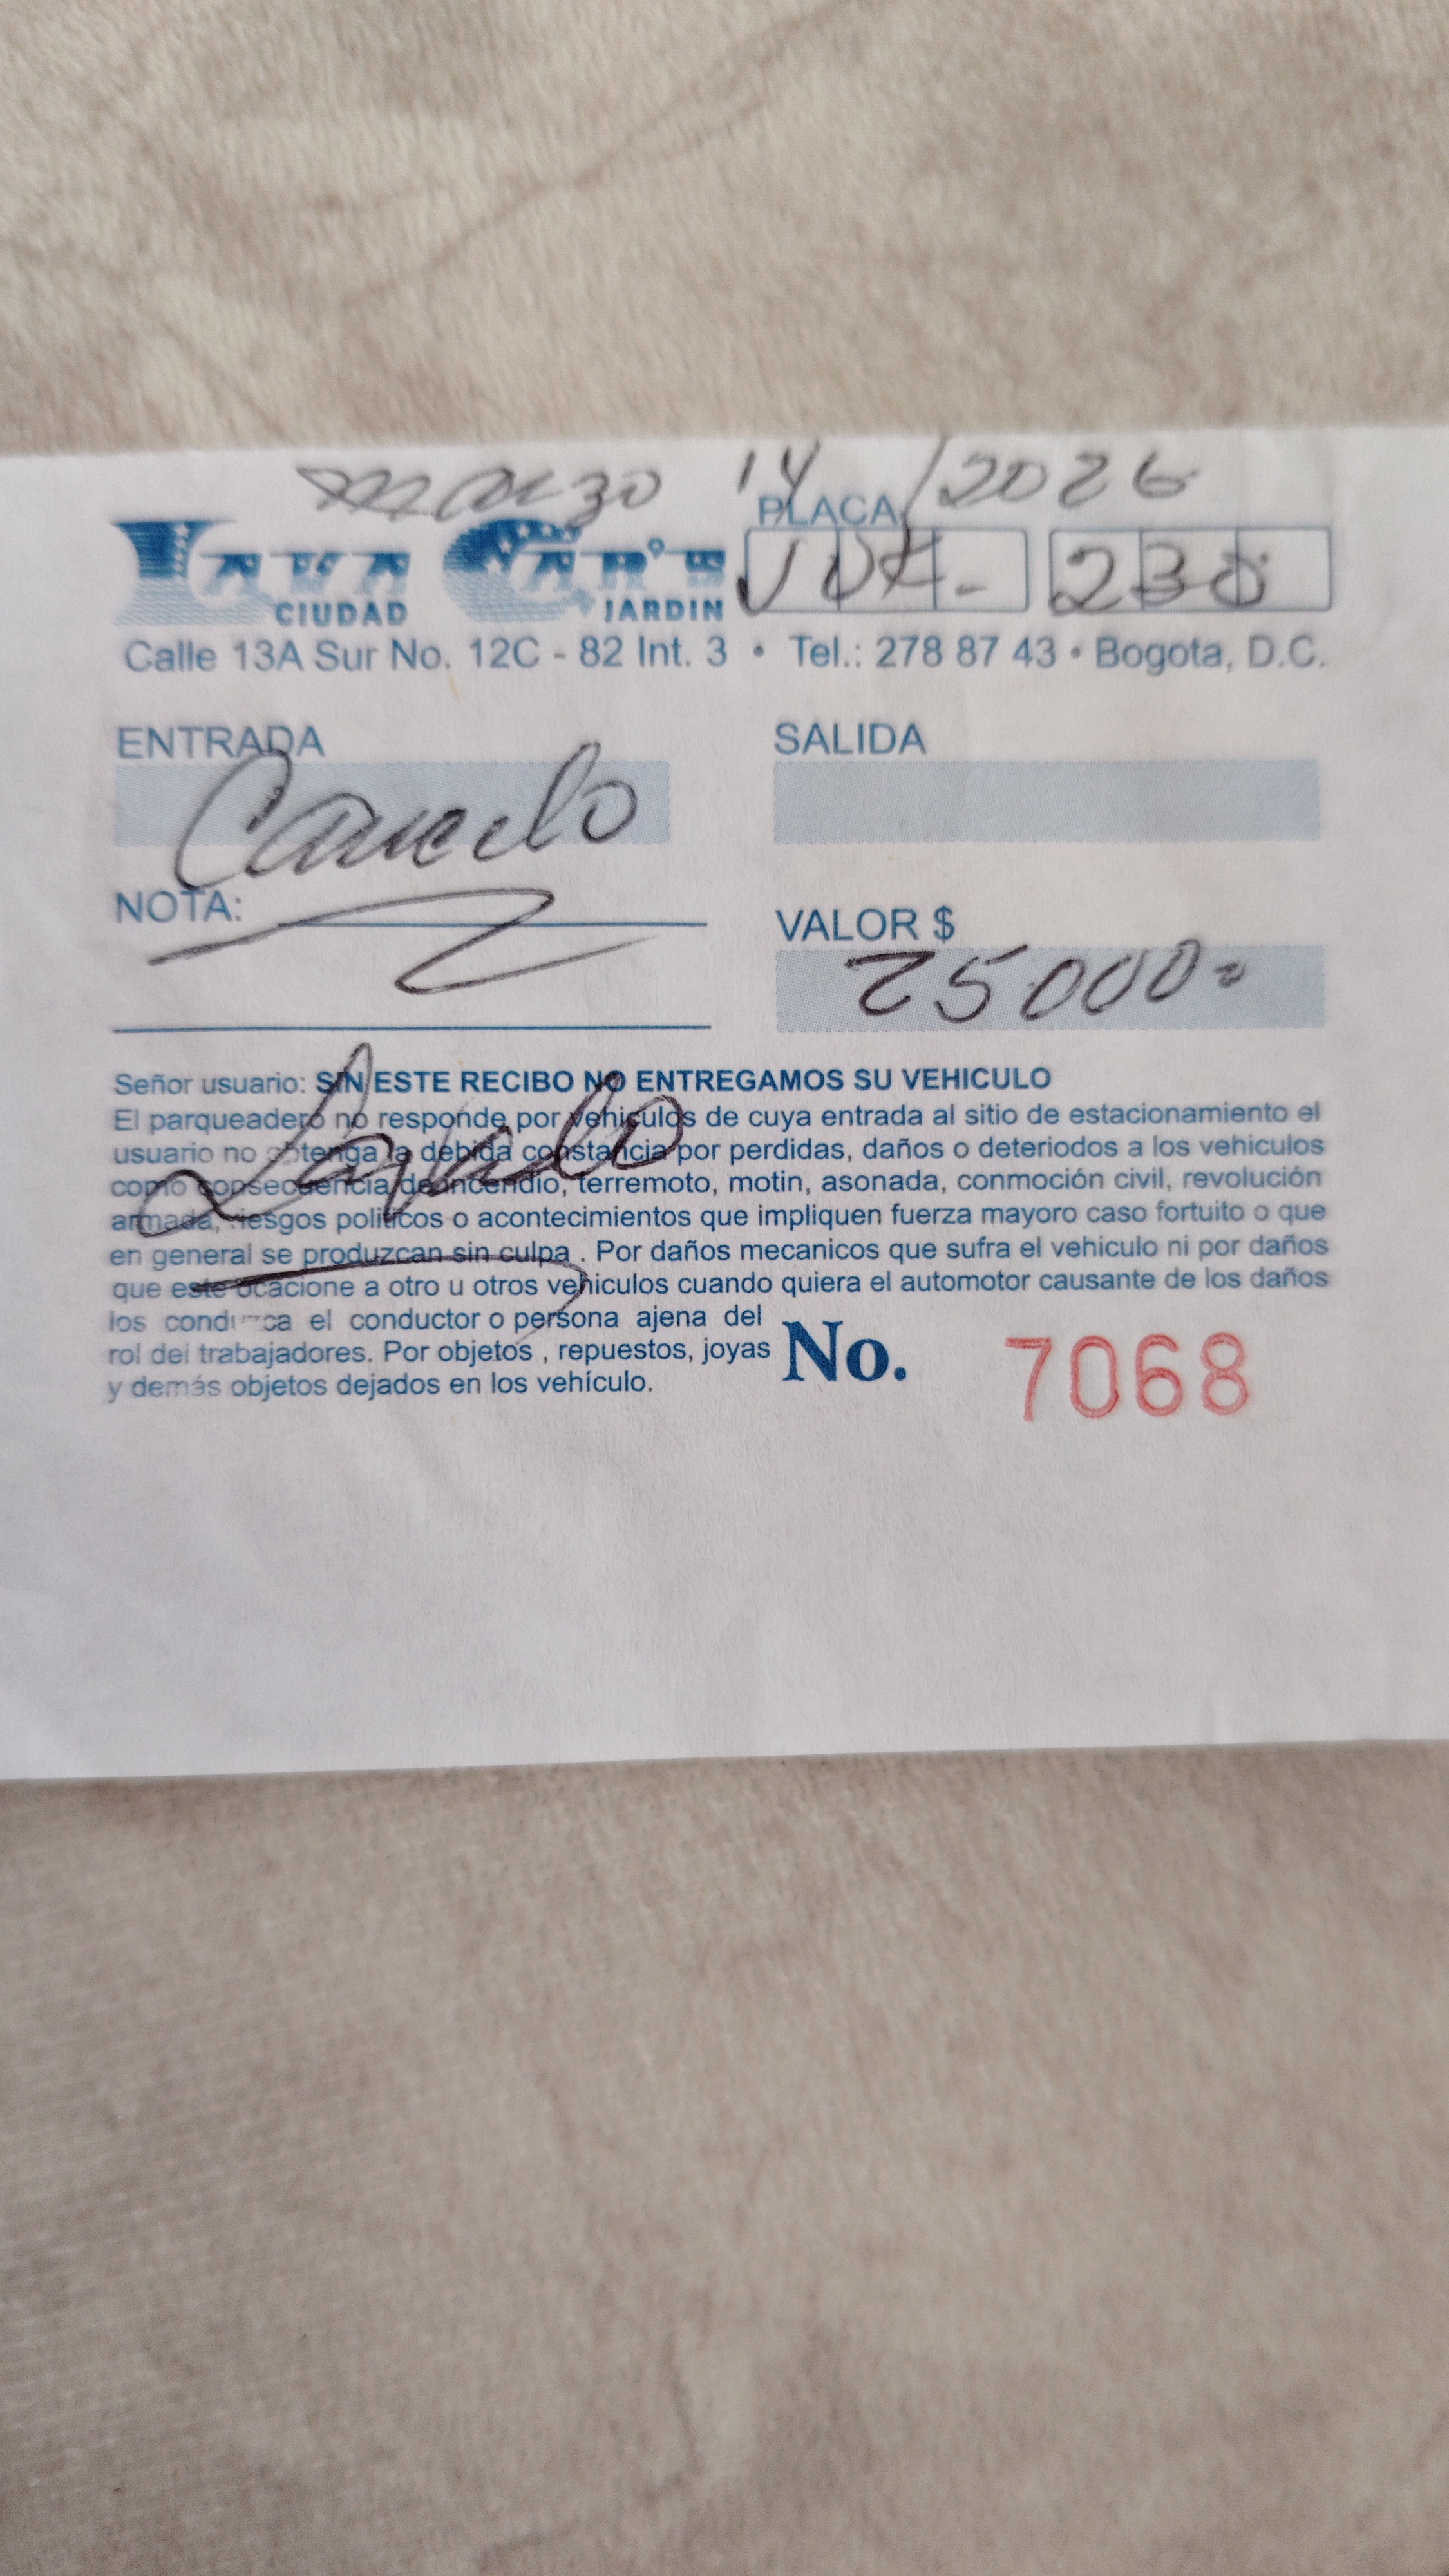 marzo 14 /2026
LAVA CAR'S
CIUDAD JARDIN
PLACA
230
Calle 13A Sur No. 12C - 82 Int. 3 • Tel.: 278 87 43 • Bogota, D.C.
ENTRADA
Cancelo
SALIDA
NOTA:
VALOR $
25000=
Señor usuario: SIN ESTE RECIBO NO ENTREGAMOS SU VEHICULO
El parqueadero no responde por vehiculos de cuya entrada al sitio de estacionamiento el
usuario no obtenga la debida constancia por perdidas, daños o deteriodos a los vehiculos
como consecuencia de incendio, terremoto, motin, asonada, conmoción civil, revolución
armada, riesgos politicos o acontecimientos que impliquen fuerza mayoro caso fortuito o que
en general se produzcan sin culpa . Por daños mecanicos que sufra el vehiculo ni por daños
que este ocacione a otro u otros vehiculos cuando quiera el automotor causante de los daños
los conduzca el conductor o persona ajena del
rol del trabajadores. Por objetos , repuestos, joyas
y demás objetos dejados en los vehículo.
Lavado
No. 7068